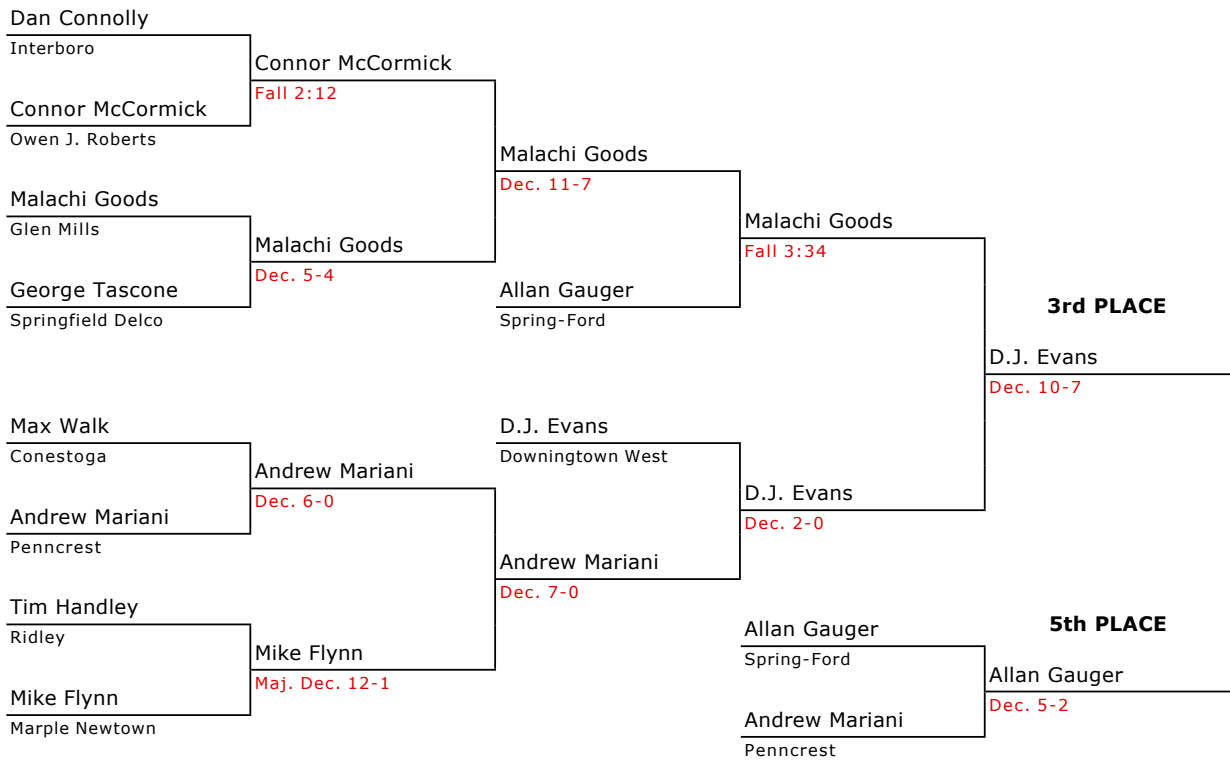 Dan Connolly
Interboro
Connor McCormick
Fall 2:12
Connor McCormick
Owen J. Roberts
Malachi Goods
Dec. 11-7
Malachi Goods
Glen Mills
Malachi Goods
Dec. 5-4
George Tascone
Springfield Delco
Malachi Goods
Fall 3:34
Allan Gauger
Spring-Ford
3rd PLACE
D.J. Evans
Dec. 10-7
Max Walk
Conestoga
Andrew Mariani
Dec. 6-0
Andrew Mariani
Penncrest
D.J. Evans
Downingtown West
D.J. Evans
Dec. 2-0
Andrew Mariani
Dec. 7-0
Tim Handley
Ridley
Mike Flynn
Maj. Dec. 12-1
Mike Flynn
Marple Newtown
5th PLACE
Allan Gauger
Spring-Ford
Allan Gauger
Dec. 5-2
Andrew Mariani
Penncrest